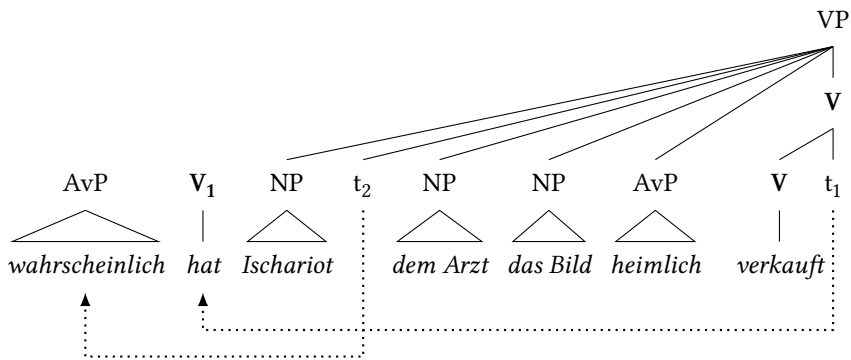 VP
V
AvP V₁ NP t₂ NP NP AvP V t₁
wahrscheinlich hat Ischariot dem Arzt das Bild heimlich verkauft